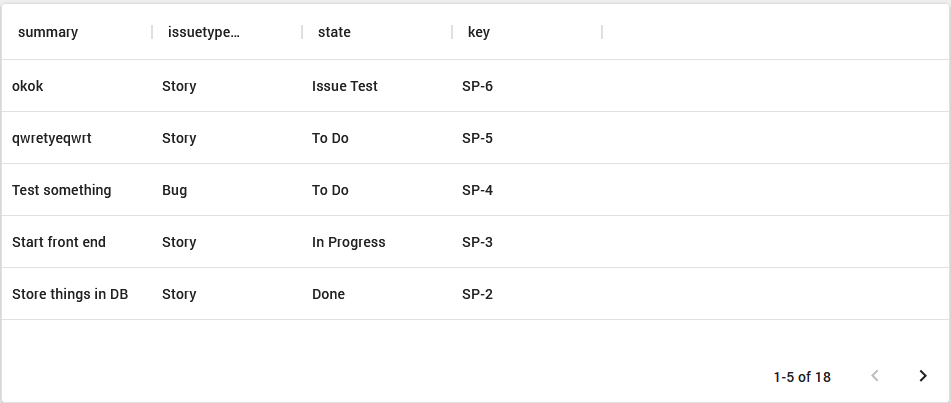 summary issuetype... state key
okok Story Issue Test SP-6
qwretyeqwrt Story To Do SP-5
Test something Bug To Do SP-4
Start front end Story In Progress SP-3
Store things in DB Story Done SP-2
1-5 of 18